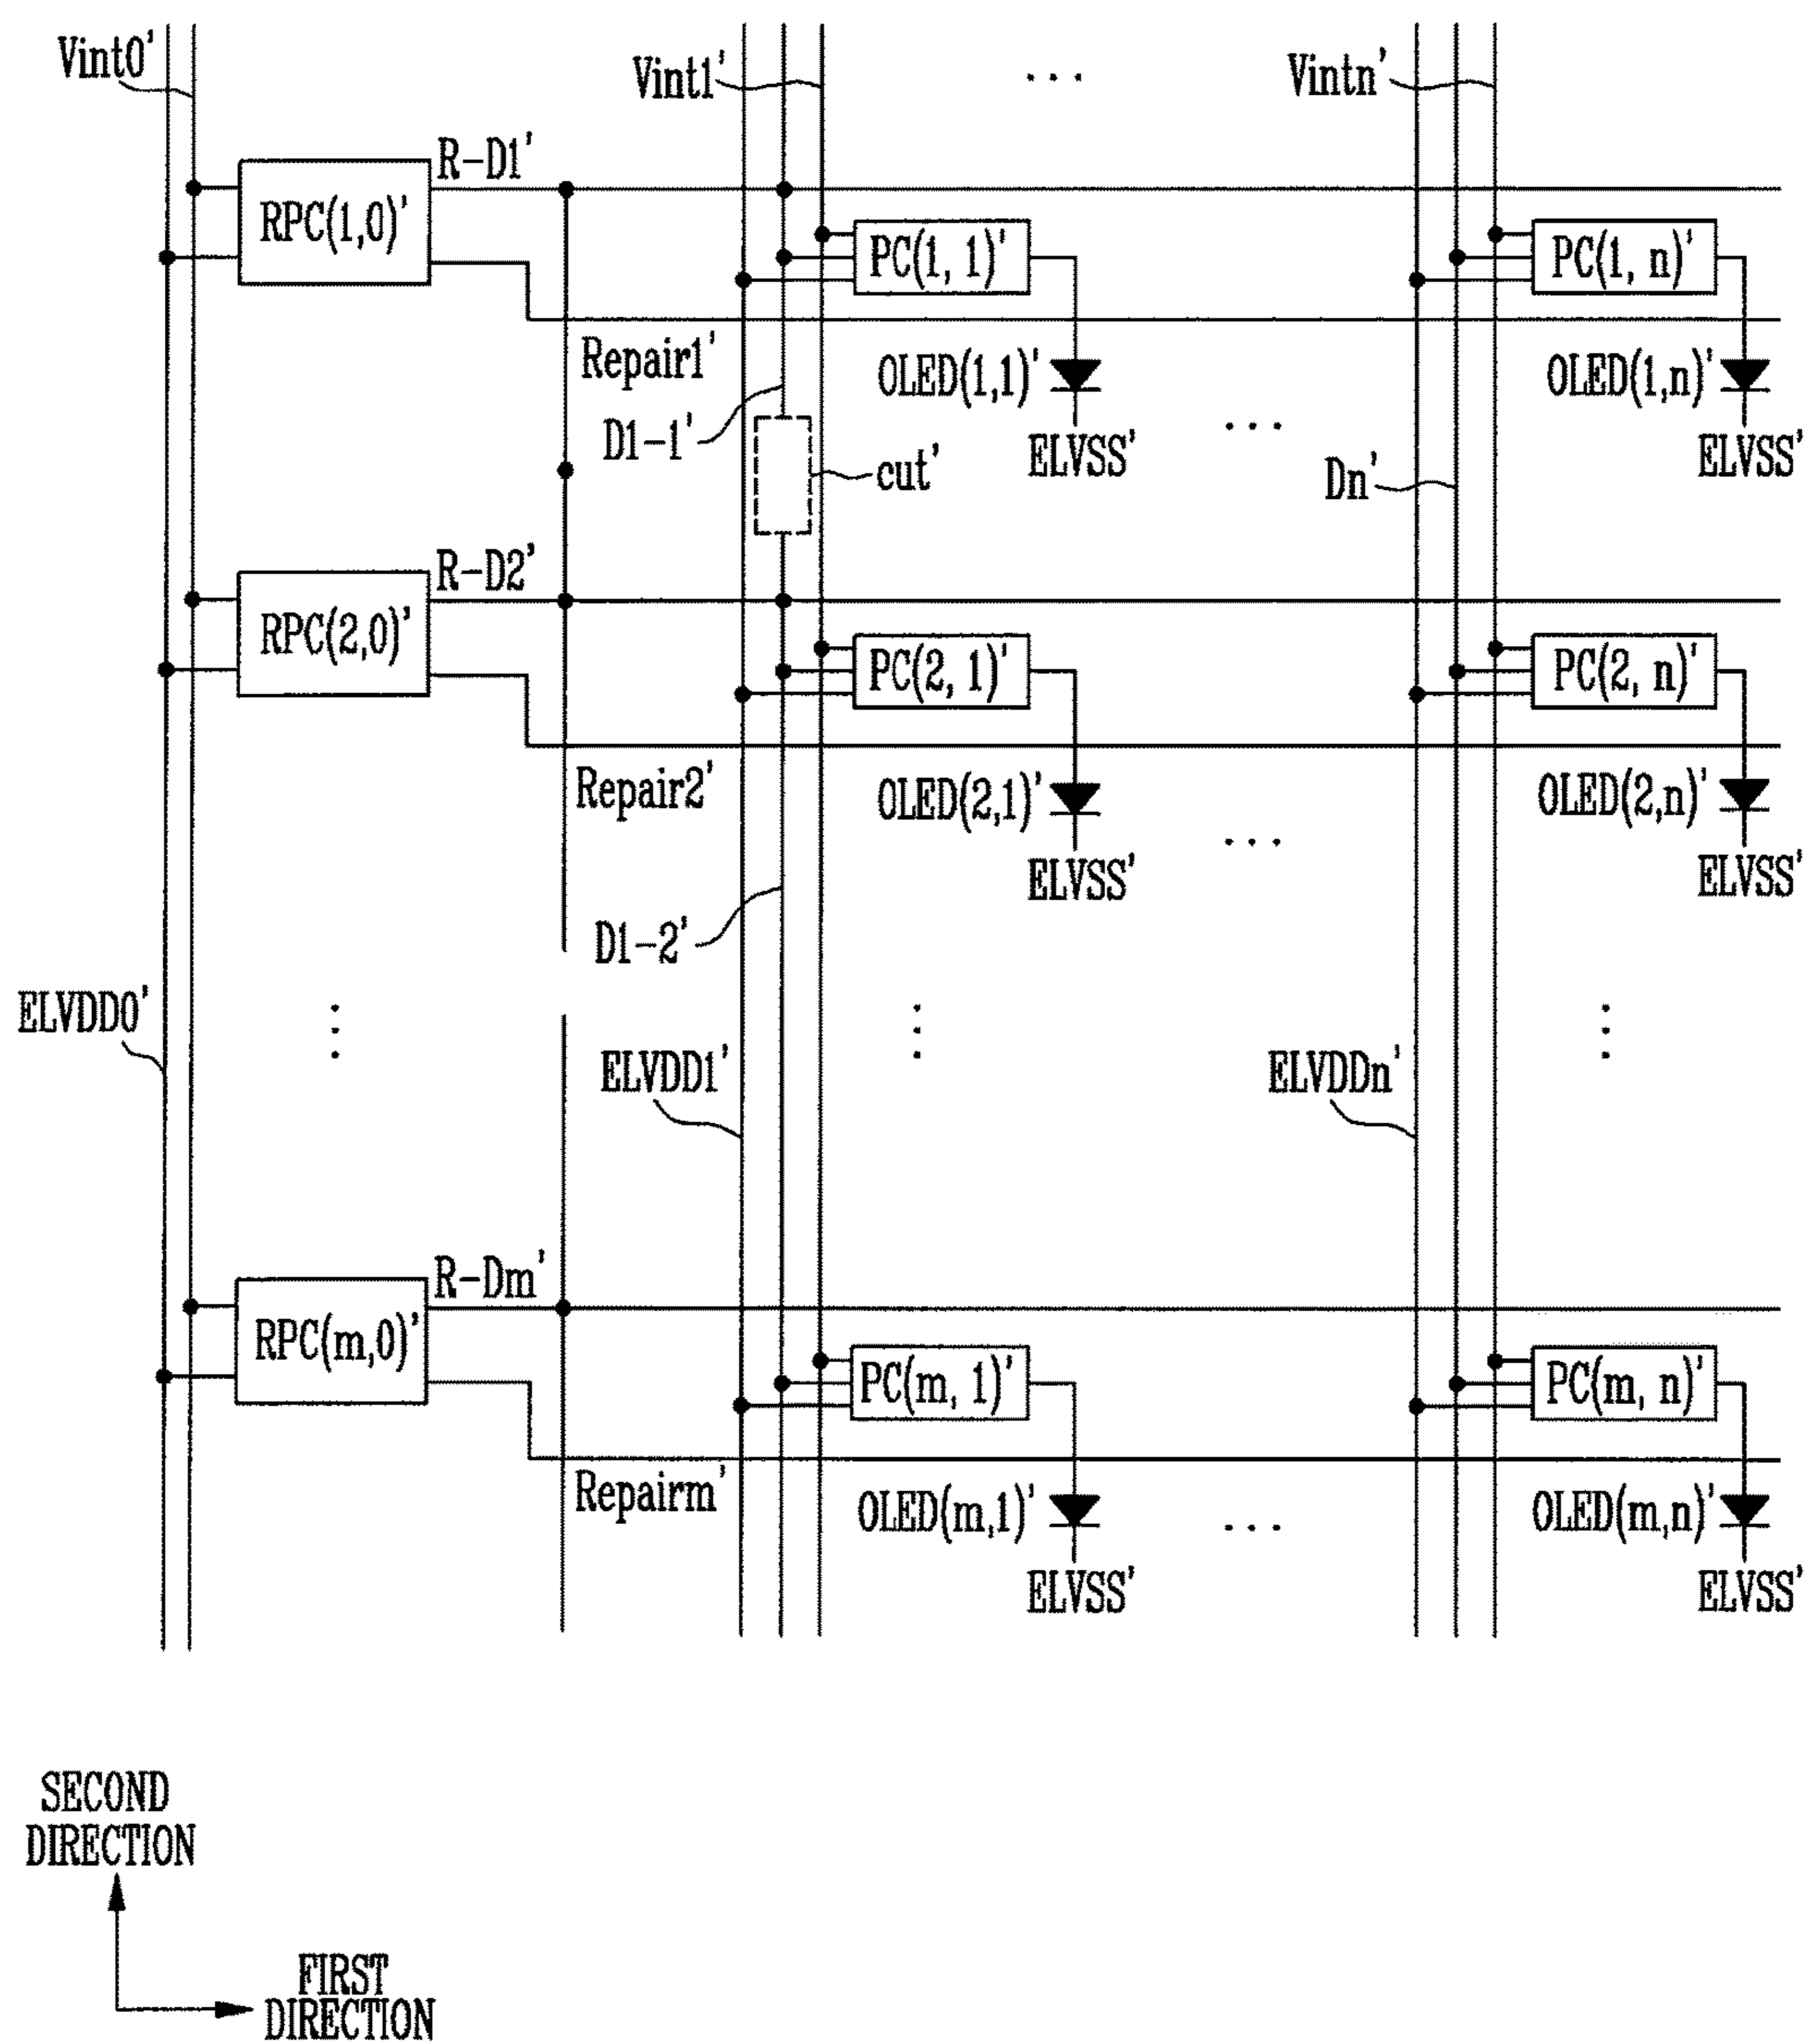 Vint0'
Vint1'
...
Vintn'
R-D1'
RPC(1,0)'
PC(1, 1)'
PC(1, n)'
Repair1'
OLED(1,1)'
OLED(1,n)'
D1-1'
cut'
ELVSS'
...
Dn'
ELVSS'
R-D2'
RPC(2,0)'
PC(2, 1)'
PC(2, n)'
Repair2'
OLED(2,1)'
OLED(2,n)'
...
ELVSS'
ELVSS'
D1-2'
ELVDD0'
ELVDD1'
ELVDDn'
R-Dm'
RPC(m,0)'
PC(m, 1)'
PC(m, n)'
Repairm'
OLED(m,1)'
...
OLED(m,n)'
ELVSS'
ELVSS'
SECOND
DIRECTION
FIRST
DIRECTION